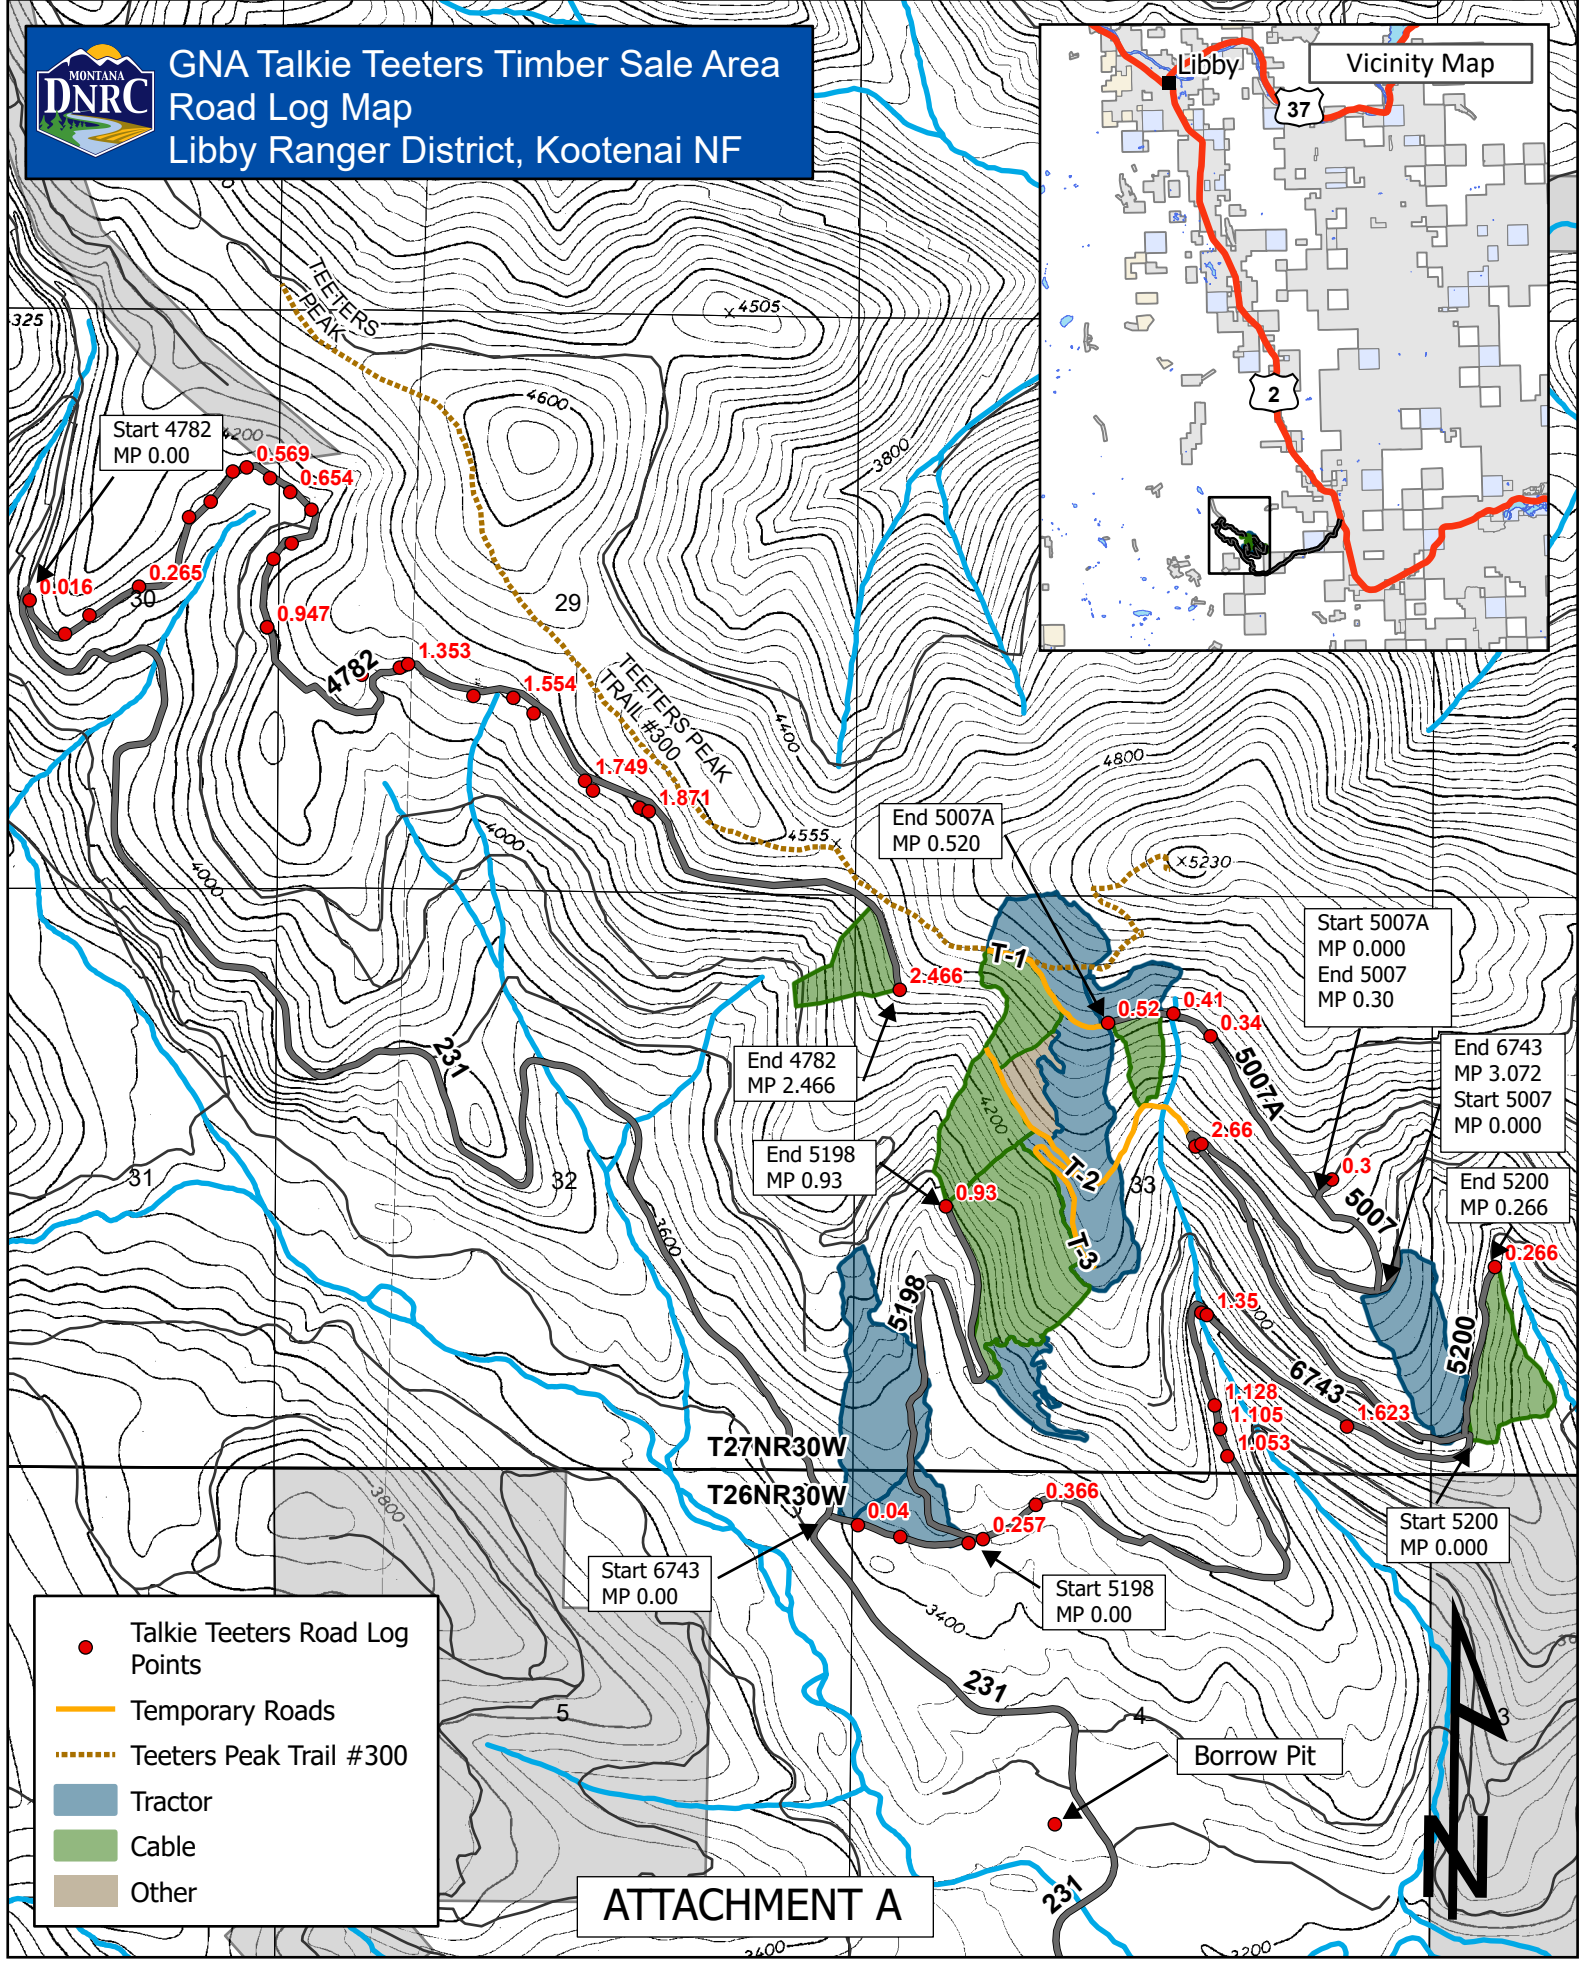 MONTANA
DNRC
GNA Talkie Teeters Timber Sale Area
Road Log Map
Libby Ranger District, Kootenai NF
Vicinity Map
Libby
37
2
TEETERS
PEAK
4505
325
4600
3800
Start 4782
MP 0.00
4200
0.569
0.654
0.016
0.265
30
29
0.947
4782
1.353
1.554
TEETERS PEAK
TRAIL #300
4400
4800
1.749
1.871
4000
4000
4555
5230
End 5007A
MP 0.520
Start 5007A
MP 0.000
End 5007
MP 0.30
T-1
2.466
0.52
0.41
0.34
231
End 4782
MP 2.466
5007A
End 6743
MP 3.072
Start 5007
MP 0.000
4200
2.66
End 5198
MP 0.93
0.3
T-2
33
31
32
0.93
5007
End 5200
MP 0.266
3600
T-3
0.266
5198
1.35
5200
6743
1.128
1.105
1.053
1.623
T27NR30W
T26NR30W
3800
0.366
0.04
0.257
Start 5200
MP 0.000
Start 6743
MP 0.00
Start 5198
MP 0.00
3400
231
5
4
3
Borrow Pit
Talkie Teeters Road Log
Points
Temporary Roads
Teeters Peak Trail #300
Tractor
Cable
Other
N
ATTACHMENT A
231
3400
3200